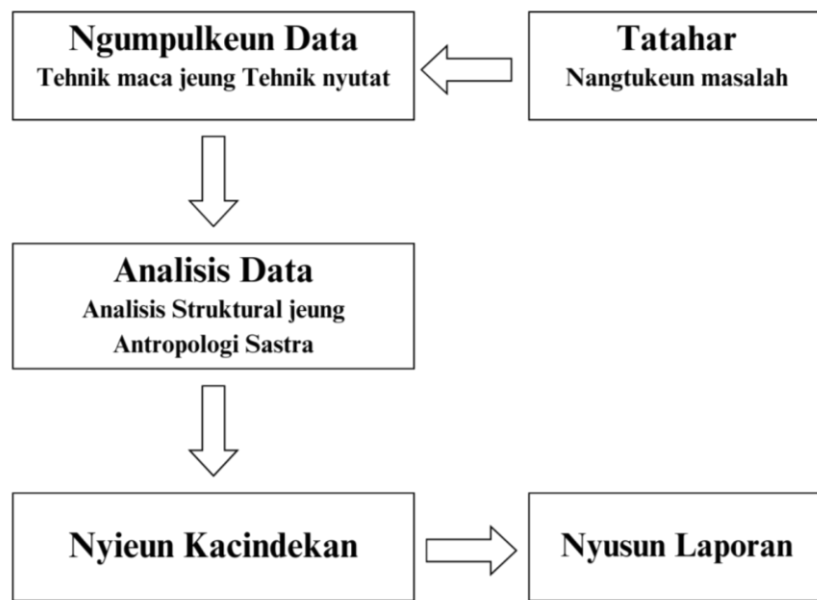 Ngumpulkeun Data
Tehnik maca jeung Tehnik nyutat
Tatahar
Nangtukeun masalah
Analisis Data
Analisis Struktural jeung
Antropologi Sastra
Nyieun Kacindekan
Nyusun Laporan